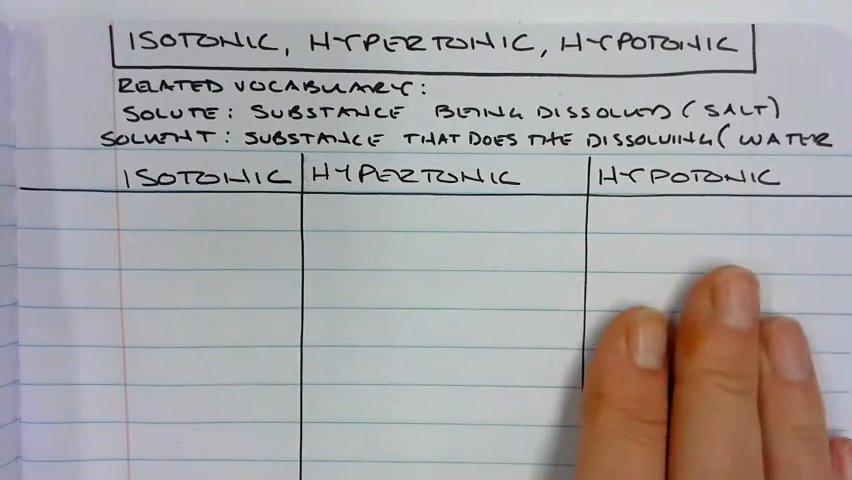 ISOTONIC, HYPERTONIC, HYPOTONIC
RELATED VOCABULARY:
SOLUTE: SUBSTANCE BEING DISSOLVED (SALT)
SOLVENT: SUBSTANCE THAT DOES THE DISSOLVING (WATER
ISOTONIC HYPERTONIC HYPOTONIC